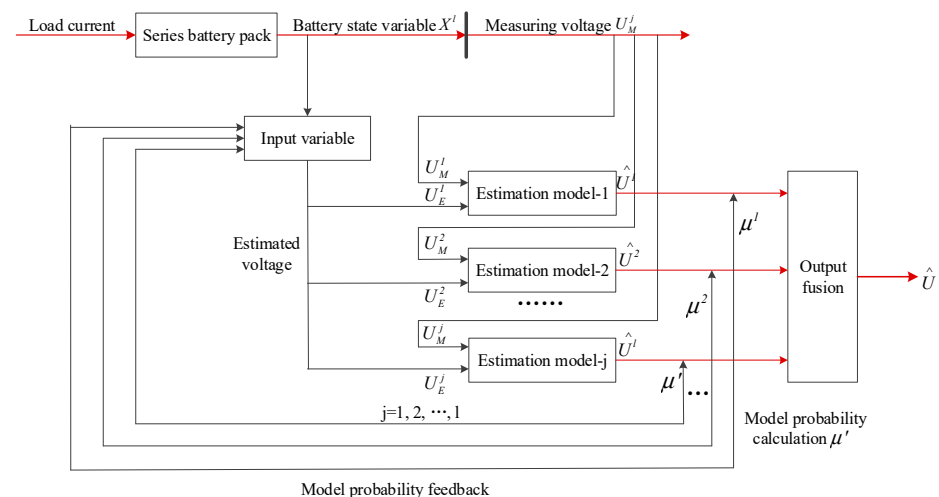 Load current
Series battery pack
Battery state variable X^l
Measuring voltage U_M^j
Input variable
U_M^1
U_E^1
Estimation model-1
Û^1
μ^1
Estimated
voltage
U_M^2
U_E^2
Estimation model-2
Û^2
μ^2
......
Output
fusion
Û
U_M^j
U_E^j
Estimation model-j
Û^l
μ'
...
j=1, 2, ···, l
Model probability
calculation μ'
Model probability feedback